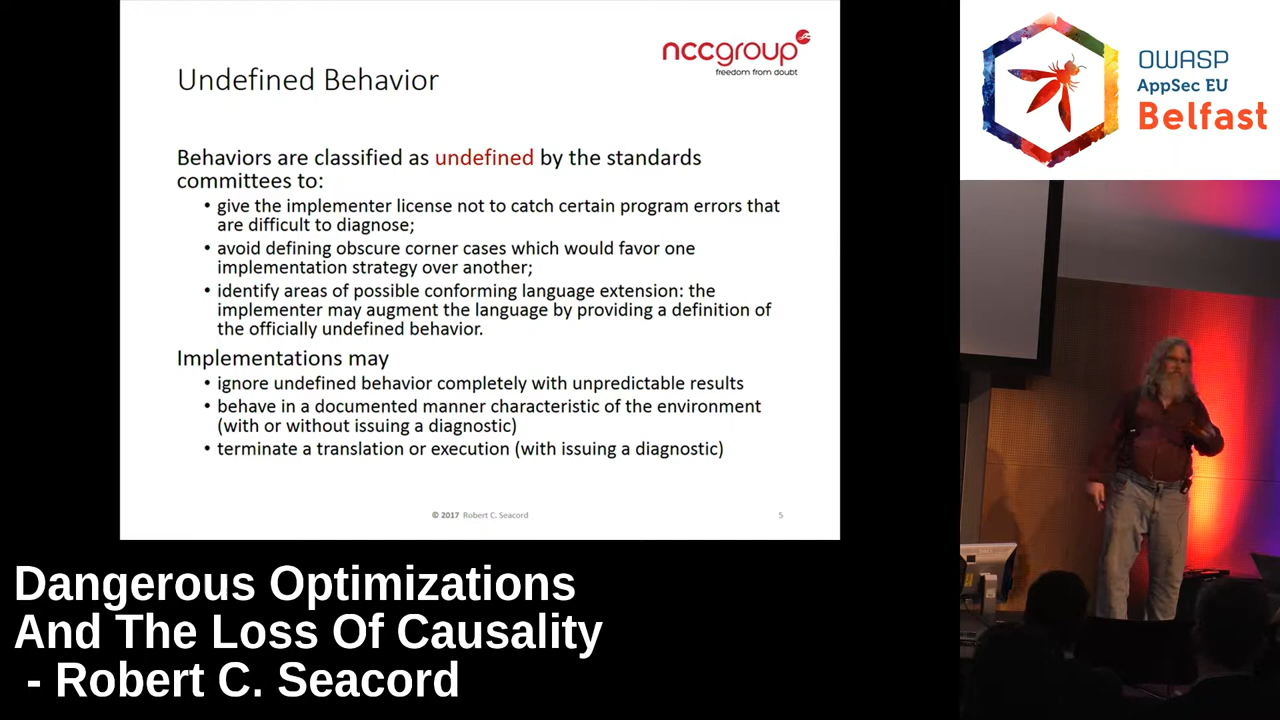 nccgroup
freedom from doubt
Undefined Behavior
Behaviors are classified as undefined by the standards
committees to:
• give the implementer license not to catch certain program errors that
are difficult to diagnose;
• avoid defining obscure corner cases which would favor one
implementation strategy over another;
• identify areas of possible conforming language extension: the
implementer may augment the language by providing a definition of
the officially undefined behavior.
Implementations may
• ignore undefined behavior completely with unpredictable results
• behave in a documented manner characteristic of the environment
(with or without issuing a diagnostic)
• terminate a translation or execution (with issuing a diagnostic)
© 2017 Robert C. Seacord
5
OWASP
AppSec EU
Belfast
Dangerous Optimizations
And The Loss Of Causality
- Robert C. Seacord